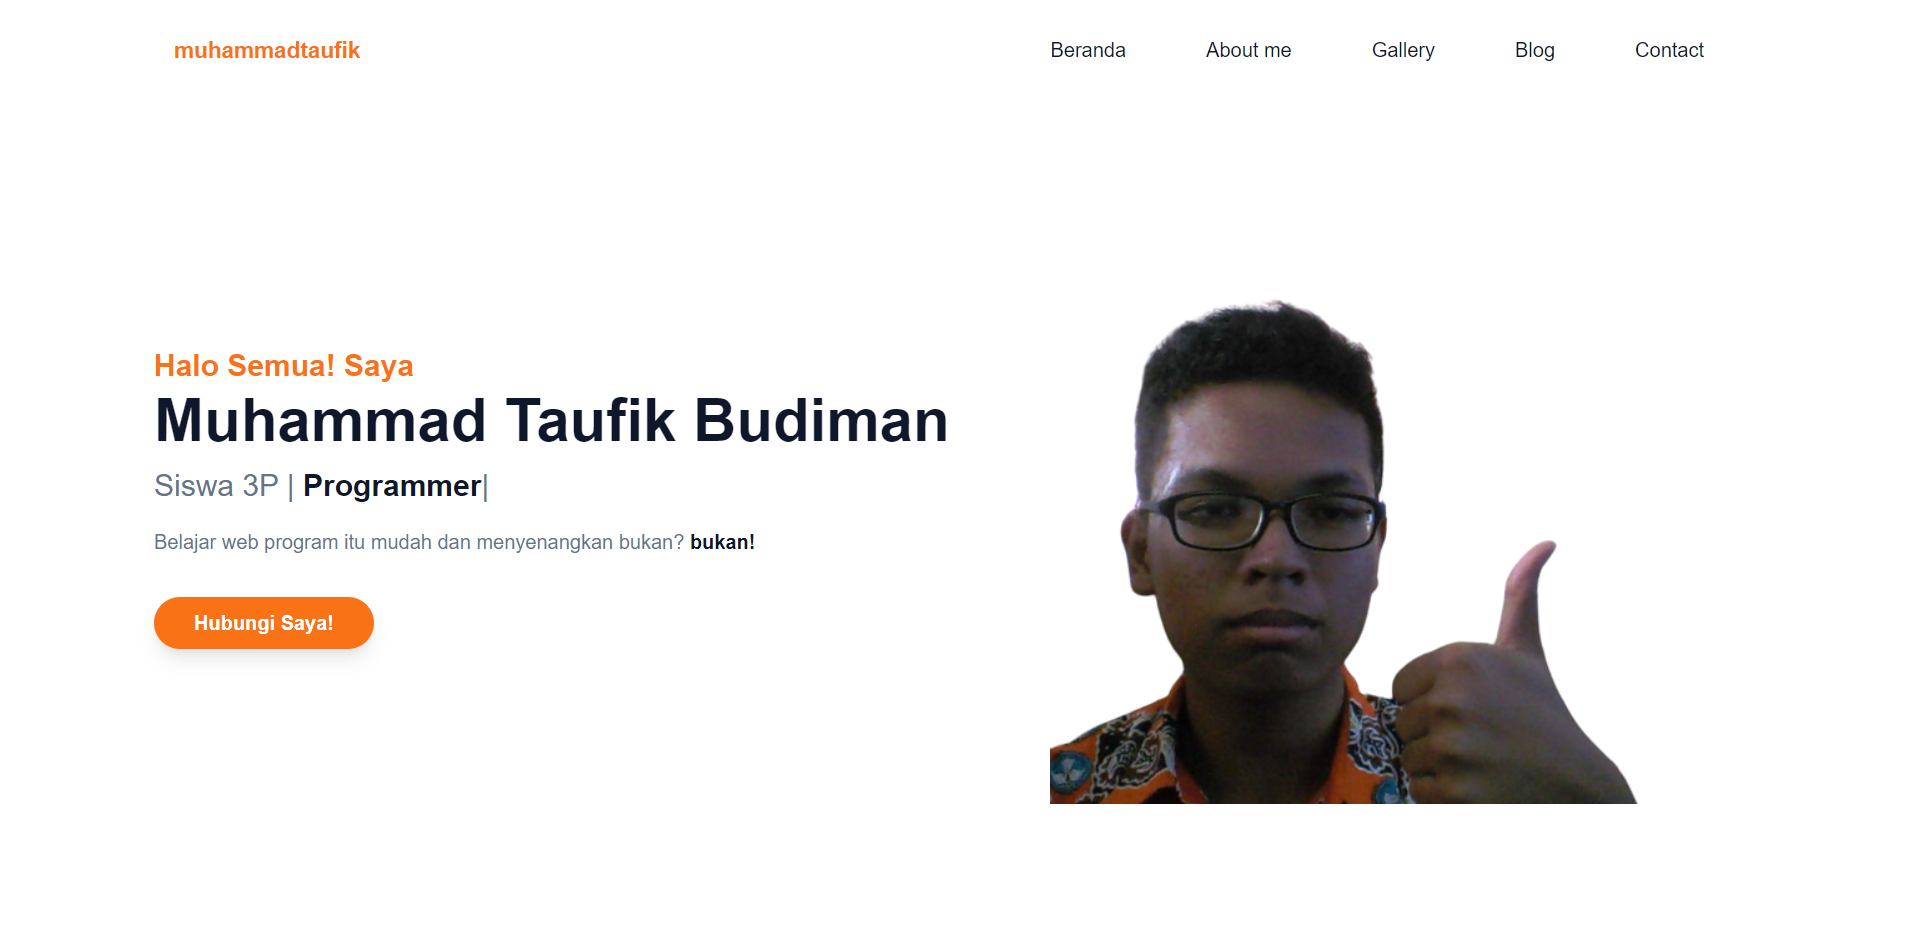 muhammadtaufik
Beranda About me Gallery Blog Contact
Halo Semua! Saya
Muhammad Taufik Budiman
Siswa 3P | Programmer|
Belajar web program itu mudah dan menyenangkan bukan? bukan!
Hubungi Saya!